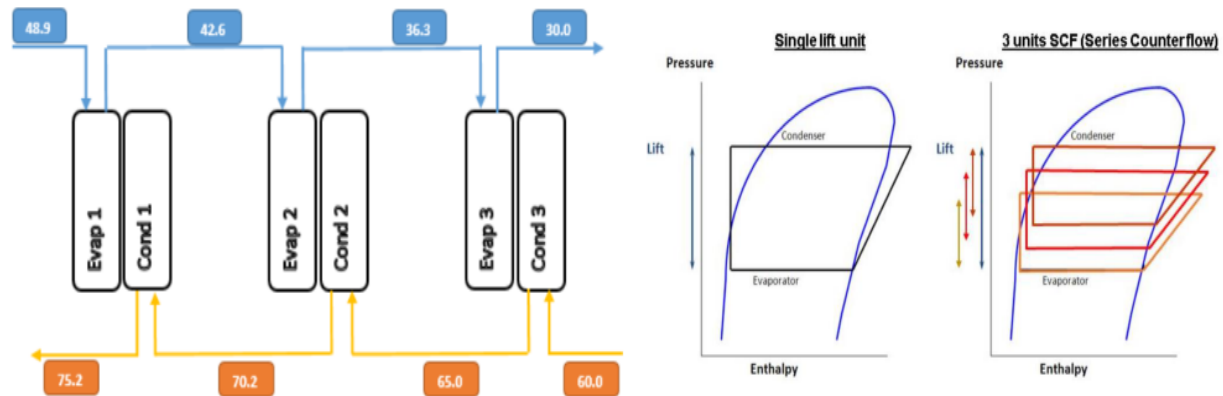 48.9
42.6
36.3
30.0
Evap 1
Cond 1
Evap 2
Cond 2
Evap 3
Cond 3
75.2
70.2
65.0
60.0
Single lift unit
Pressure
Condenser
Lift
Evaporator
Enthalpy
3 units SCF (Series Counterflow)
Pressure
Condenser
Lift
Evaporator
Enthalpy